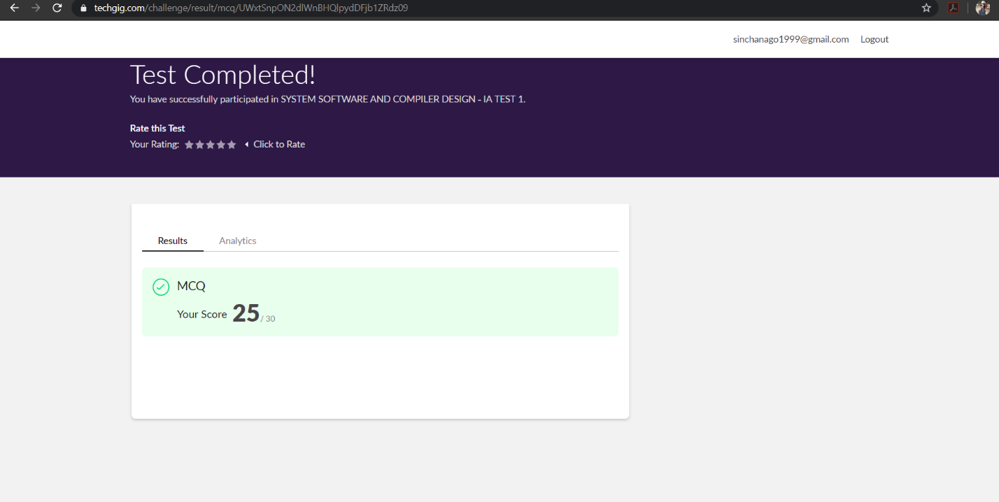 techgig.com/challenge/result/mcq/UWxtSnpON2dlWnBHQlpydDFjb1ZRdz09
sinchanago1999@gmail.com Logout
Test Completed!
You have successfully participated in SYSTEM SOFTWARE AND COMPILER DESIGN - IA TEST 1.
Rate this Test
Your Rating: Click to Rate
Results Analytics
MCQ
Your Score 25 / 30